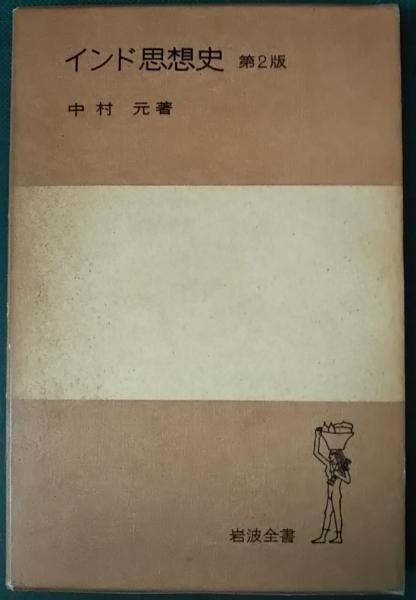 インド思想史 第2版
中村 元著
岩波全書